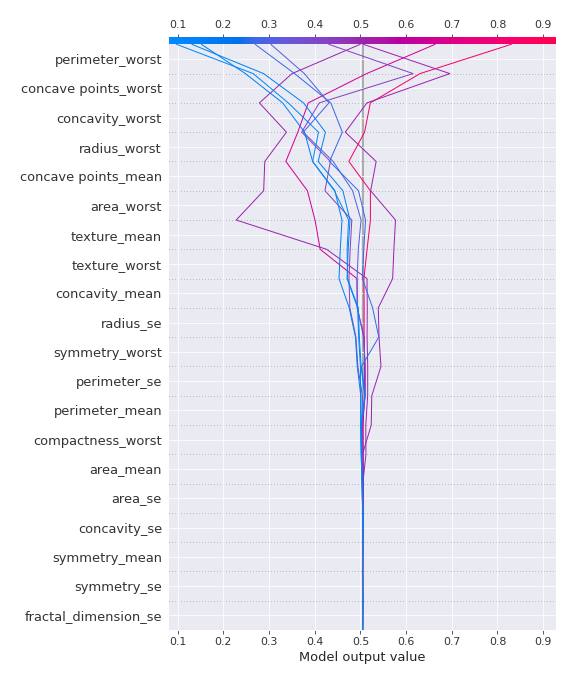 0.1 0.2 0.3 0.4 0.5 0.6 0.7 0.8 0.9
perimeter_worst
concave points_worst
concavity_worst
radius_worst
concave points_mean
area_worst
texture_mean
texture_worst
concavity_mean
radius_se
symmetry_worst
perimeter_se
perimeter_mean
compactness_worst
area_mean
area_se
concavity_se
symmetry_mean
symmetry_se
fractal_dimension_se
0.1 0.2 0.3 0.4 0.5 0.6 0.7 0.8 0.9
Model output value